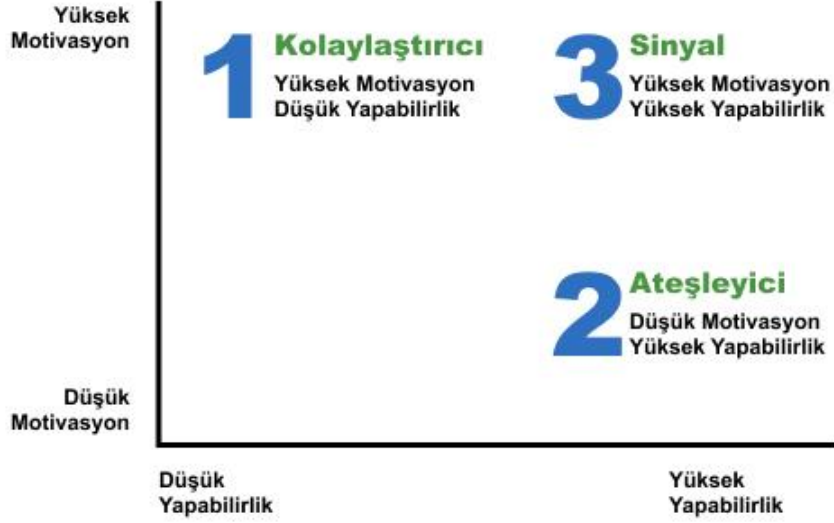 Yüksek
Motivasyon
1
Kolaylaştırıcı
Yüksek Motivasyon
Düşük Yapabilirlik
3
Sinyal
Yüksek Motivasyon
Yüksek Yapabilirlik
2
Ateşleyici
Düşük Motivasyon
Yüksek Yapabilirlik
Düşük
Motivasyon
Düşük
Yapabilirlik
Yüksek
Yapabilirlik